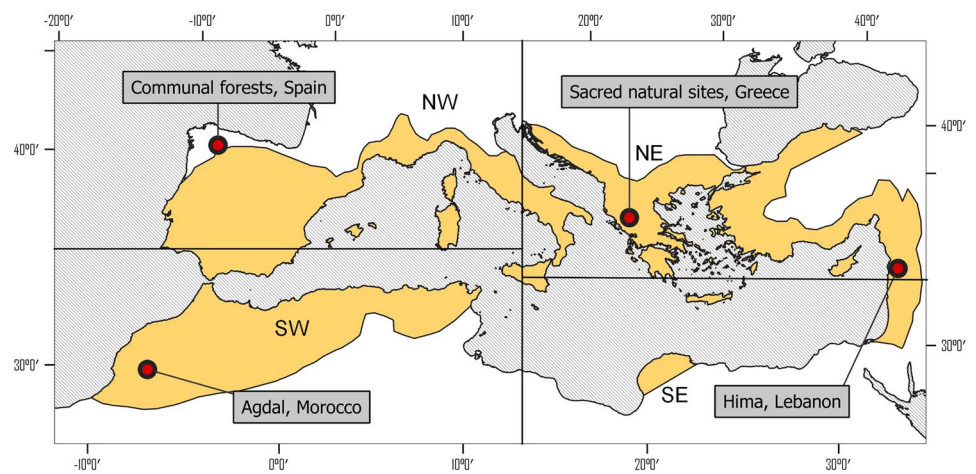 -20°0′ -10°0′ 0°0′ 10°0′ 20°0′ 30°0′ 40°0′
Communal forests, Spain
Sacred natural sites, Greece
NW
NE
40°0′ 40°0′
SW
SE
30°0′ 30°0′
Agdal, Morocco
Hima, Lebanon
-10°0′ 0°0′ 10°0′ 20°0′ 30°0′